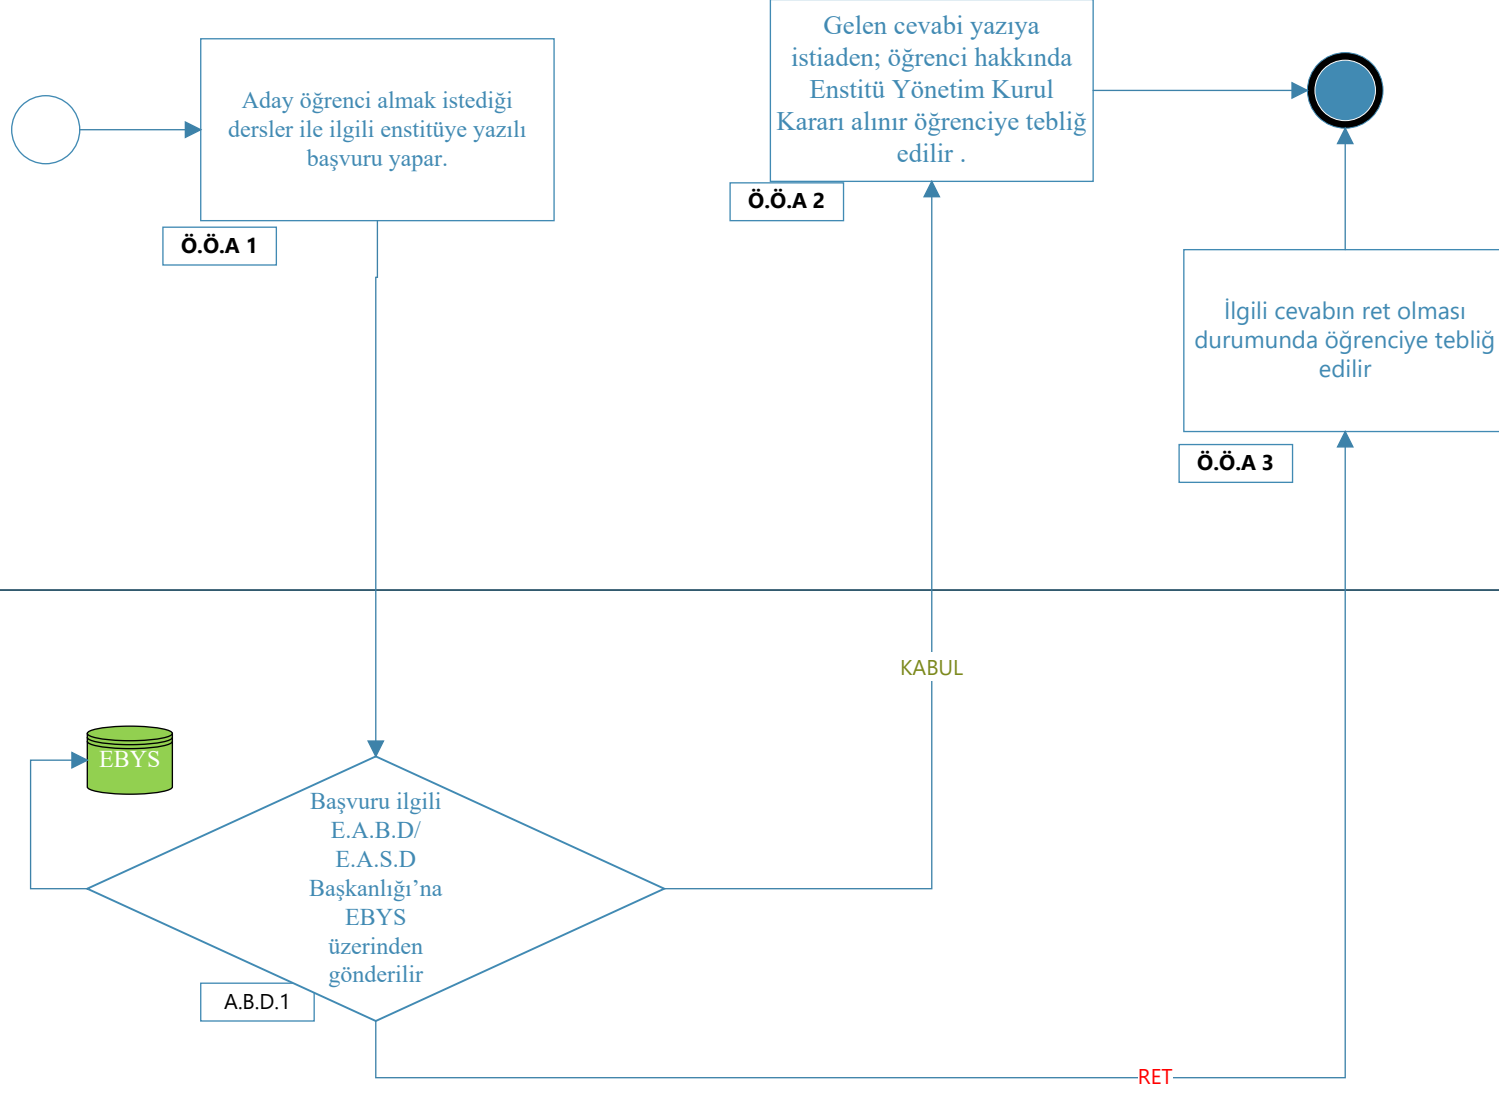 Aday öğrenci almak istediği
dersler ile ilgili enstitüye yazılı
başvuru yapar.
Ö.Ö.A 1
Gelen cevabi yazıya
istiaden; öğrenci hakkında
Enstitü Yönetim Kurul
Kararı alınır öğrenciye tebliğ
edilir .
Ö.Ö.A 2
İlgili cevabın ret olması
durumunda öğrenciye tebliğ
edilir
Ö.Ö.A 3
KABUL
EBYS
Başvuru ilgili
E.A.B.D/
E.A.S.D
Başkanlığı’na
EBYS
üzerinden
gönderilir
A.B.D.1
RET